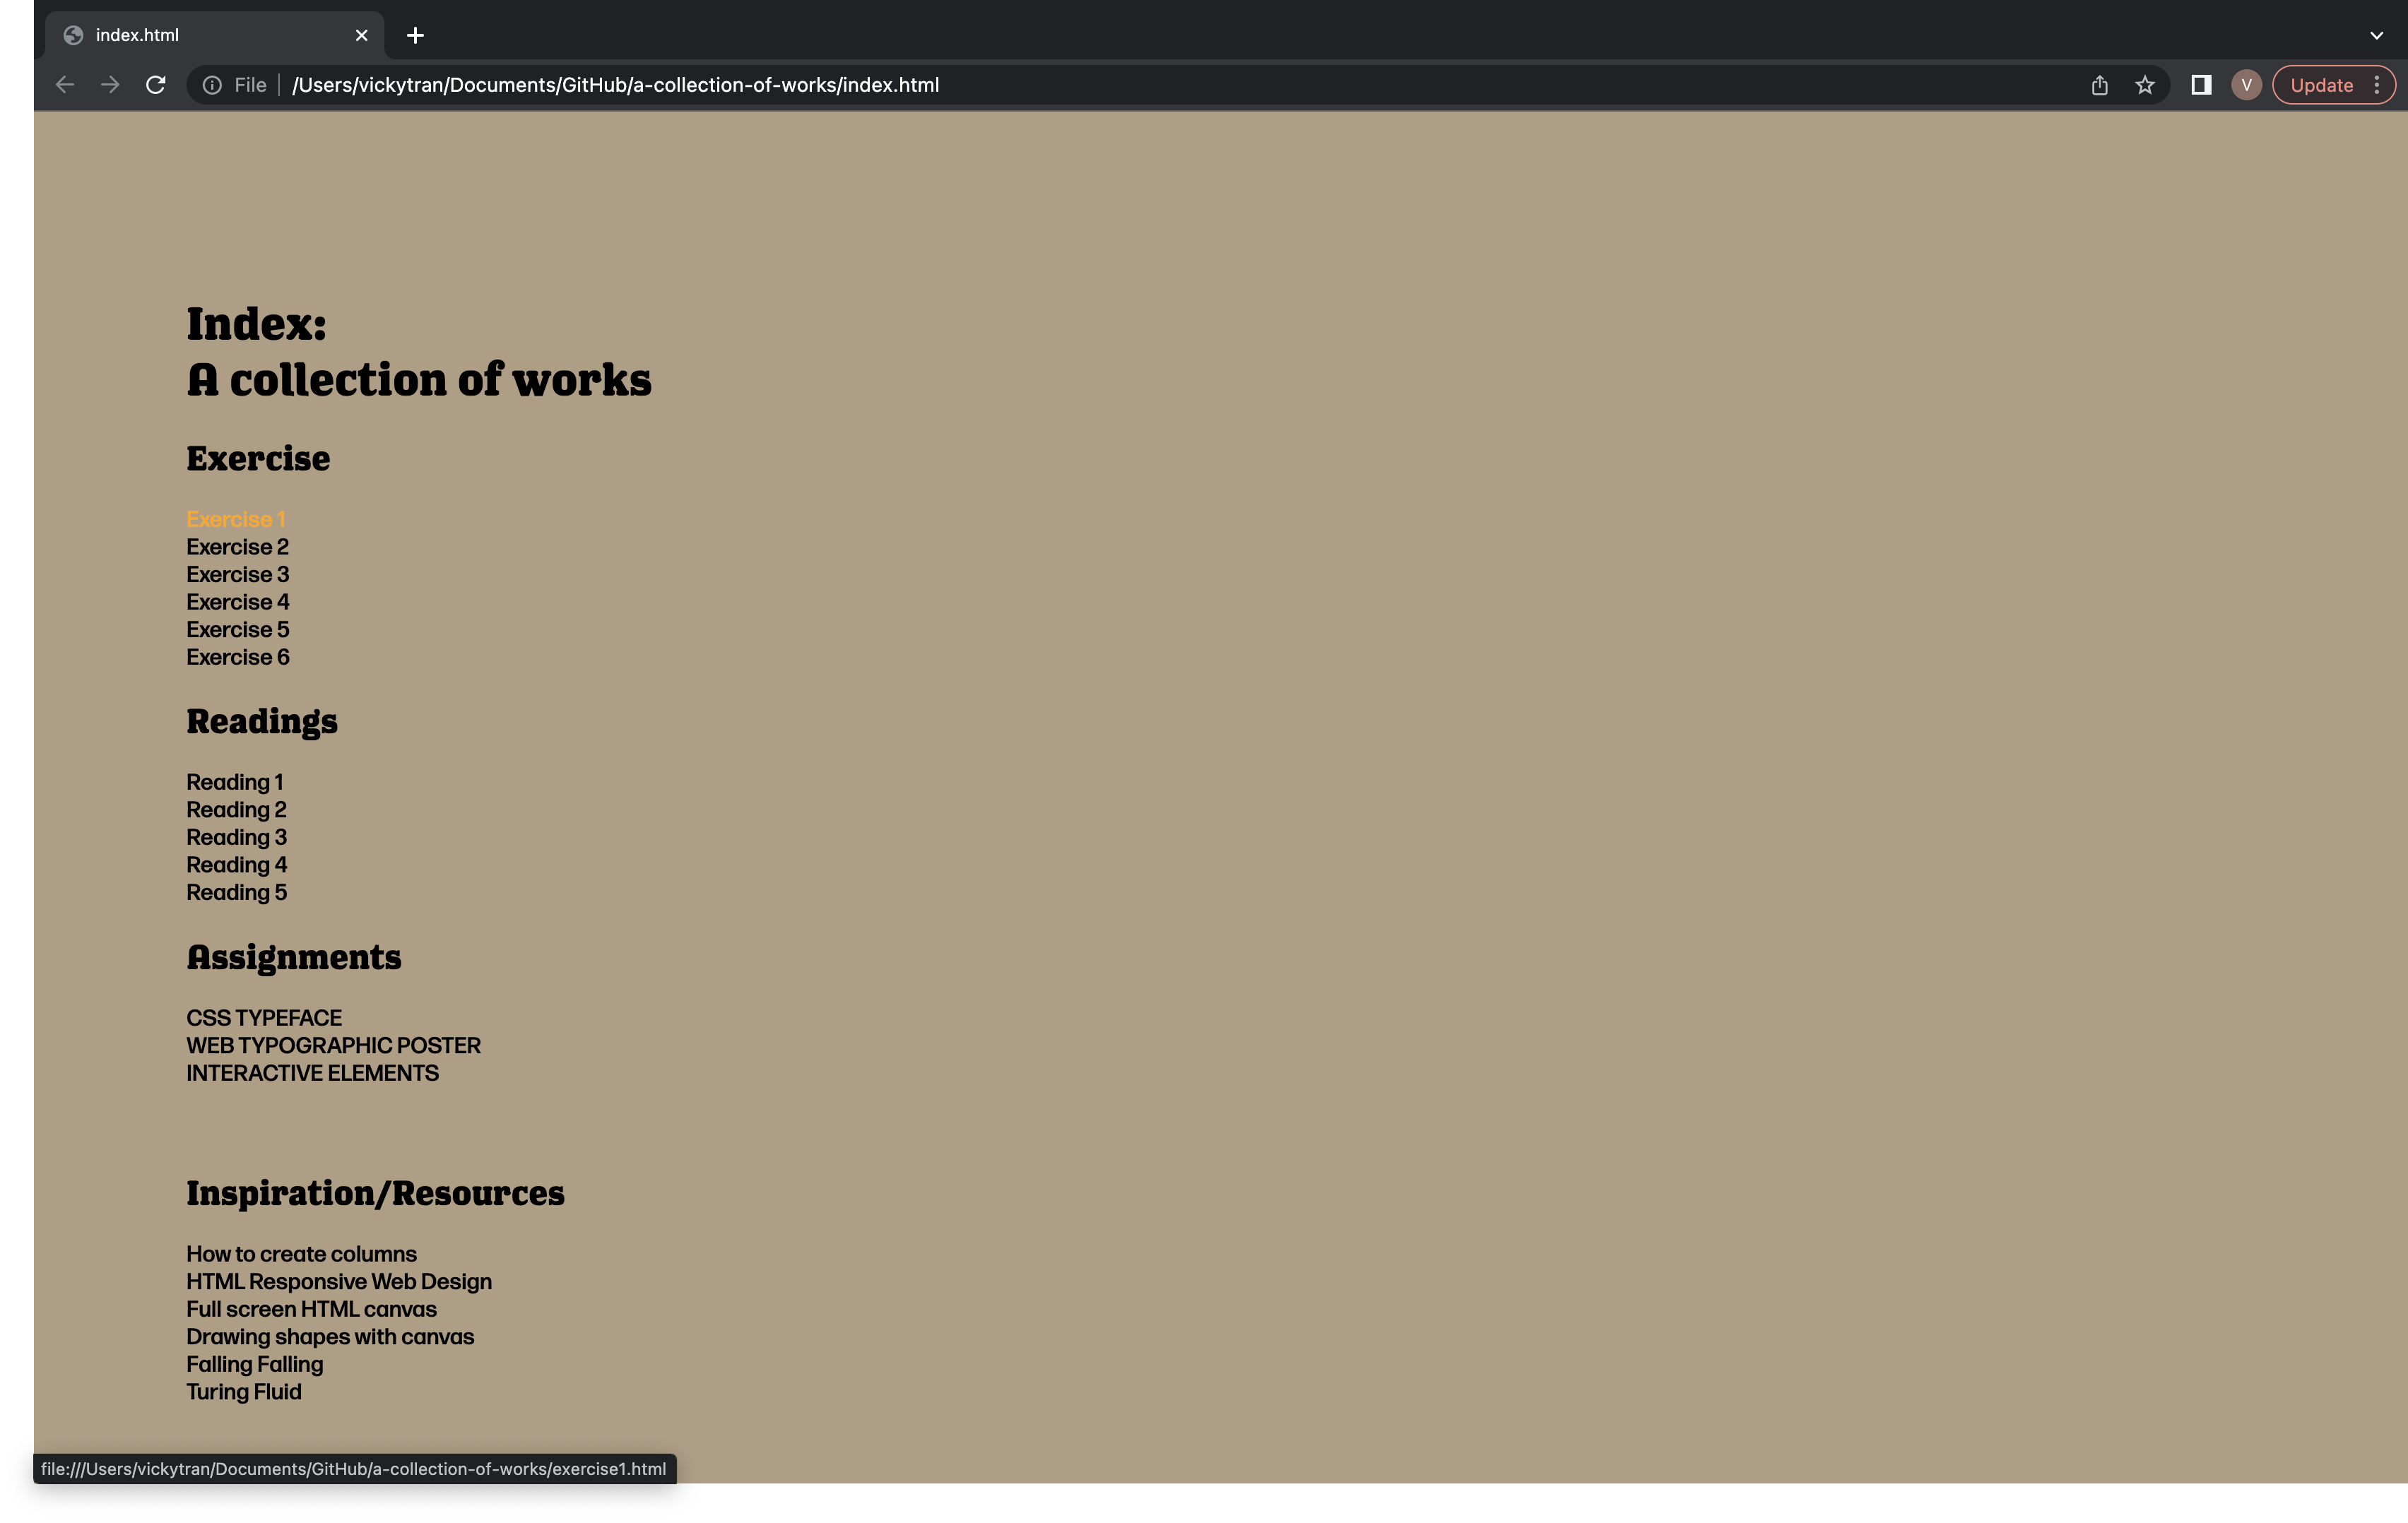 index.html
File /Users/vickytran/Documents/GitHub/a-collection-of-works/index.html
V
Update
Index:
A collection of works
Exercise
Exercise 1
Exercise 2
Exercise 3
Exercise 4
Exercise 5
Exercise 6
Readings
Reading 1
Reading 2
Reading 3
Reading 4
Reading 5
Assignments
CSS TYPEFACE
WEB TYPOGRAPHIC POSTER
INTERACTIVE ELEMENTS
Inspiration/Resources
How to create columns
HTML Responsive Web Design
Full screen HTML canvas
Drawing shapes with canvas
Falling Falling
Turing Fluid
file:///Users/vickytran/Documents/GitHub/a-collection-of-works/exercise1.html